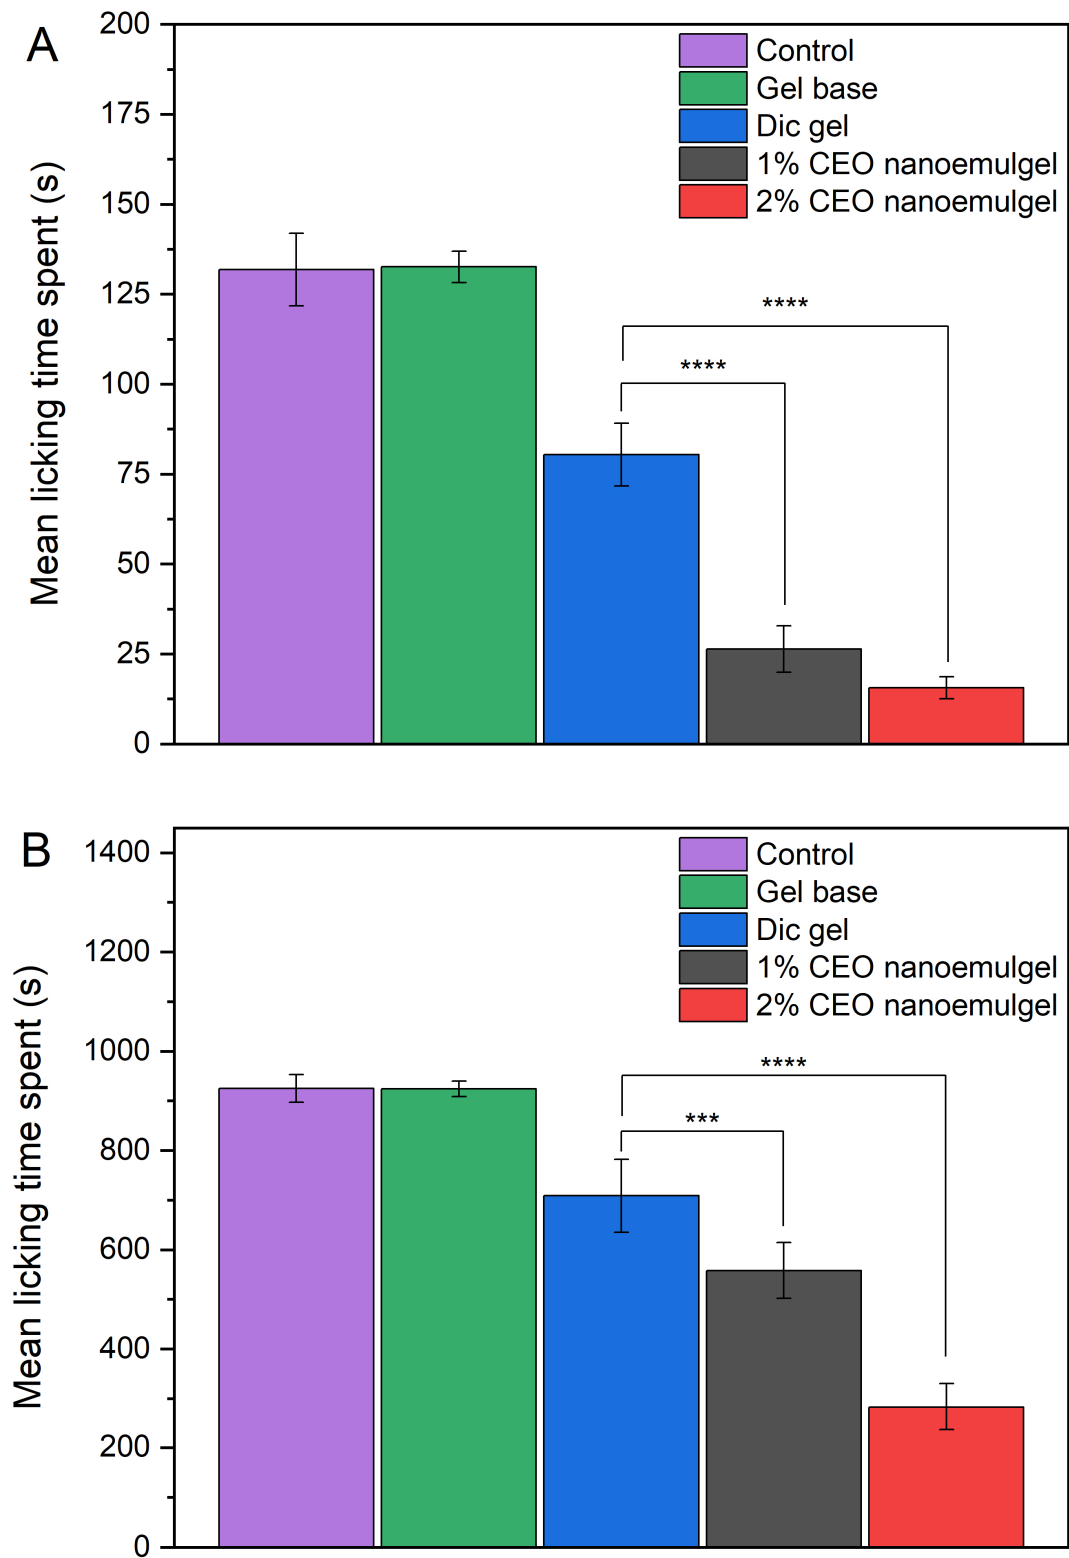 A
Mean licking time spent (s)
200
175
150
125
100
75
50
25
0
Control
Gel base
Dic gel
1% CEO nanoemulgel
2% CEO nanoemulgel
****
****
B
Mean licking time spent (s)
1400
1200
1000
800
600
400
200
0
Control
Gel base
Dic gel
1% CEO nanoemulgel
2% CEO nanoemulgel
****
***